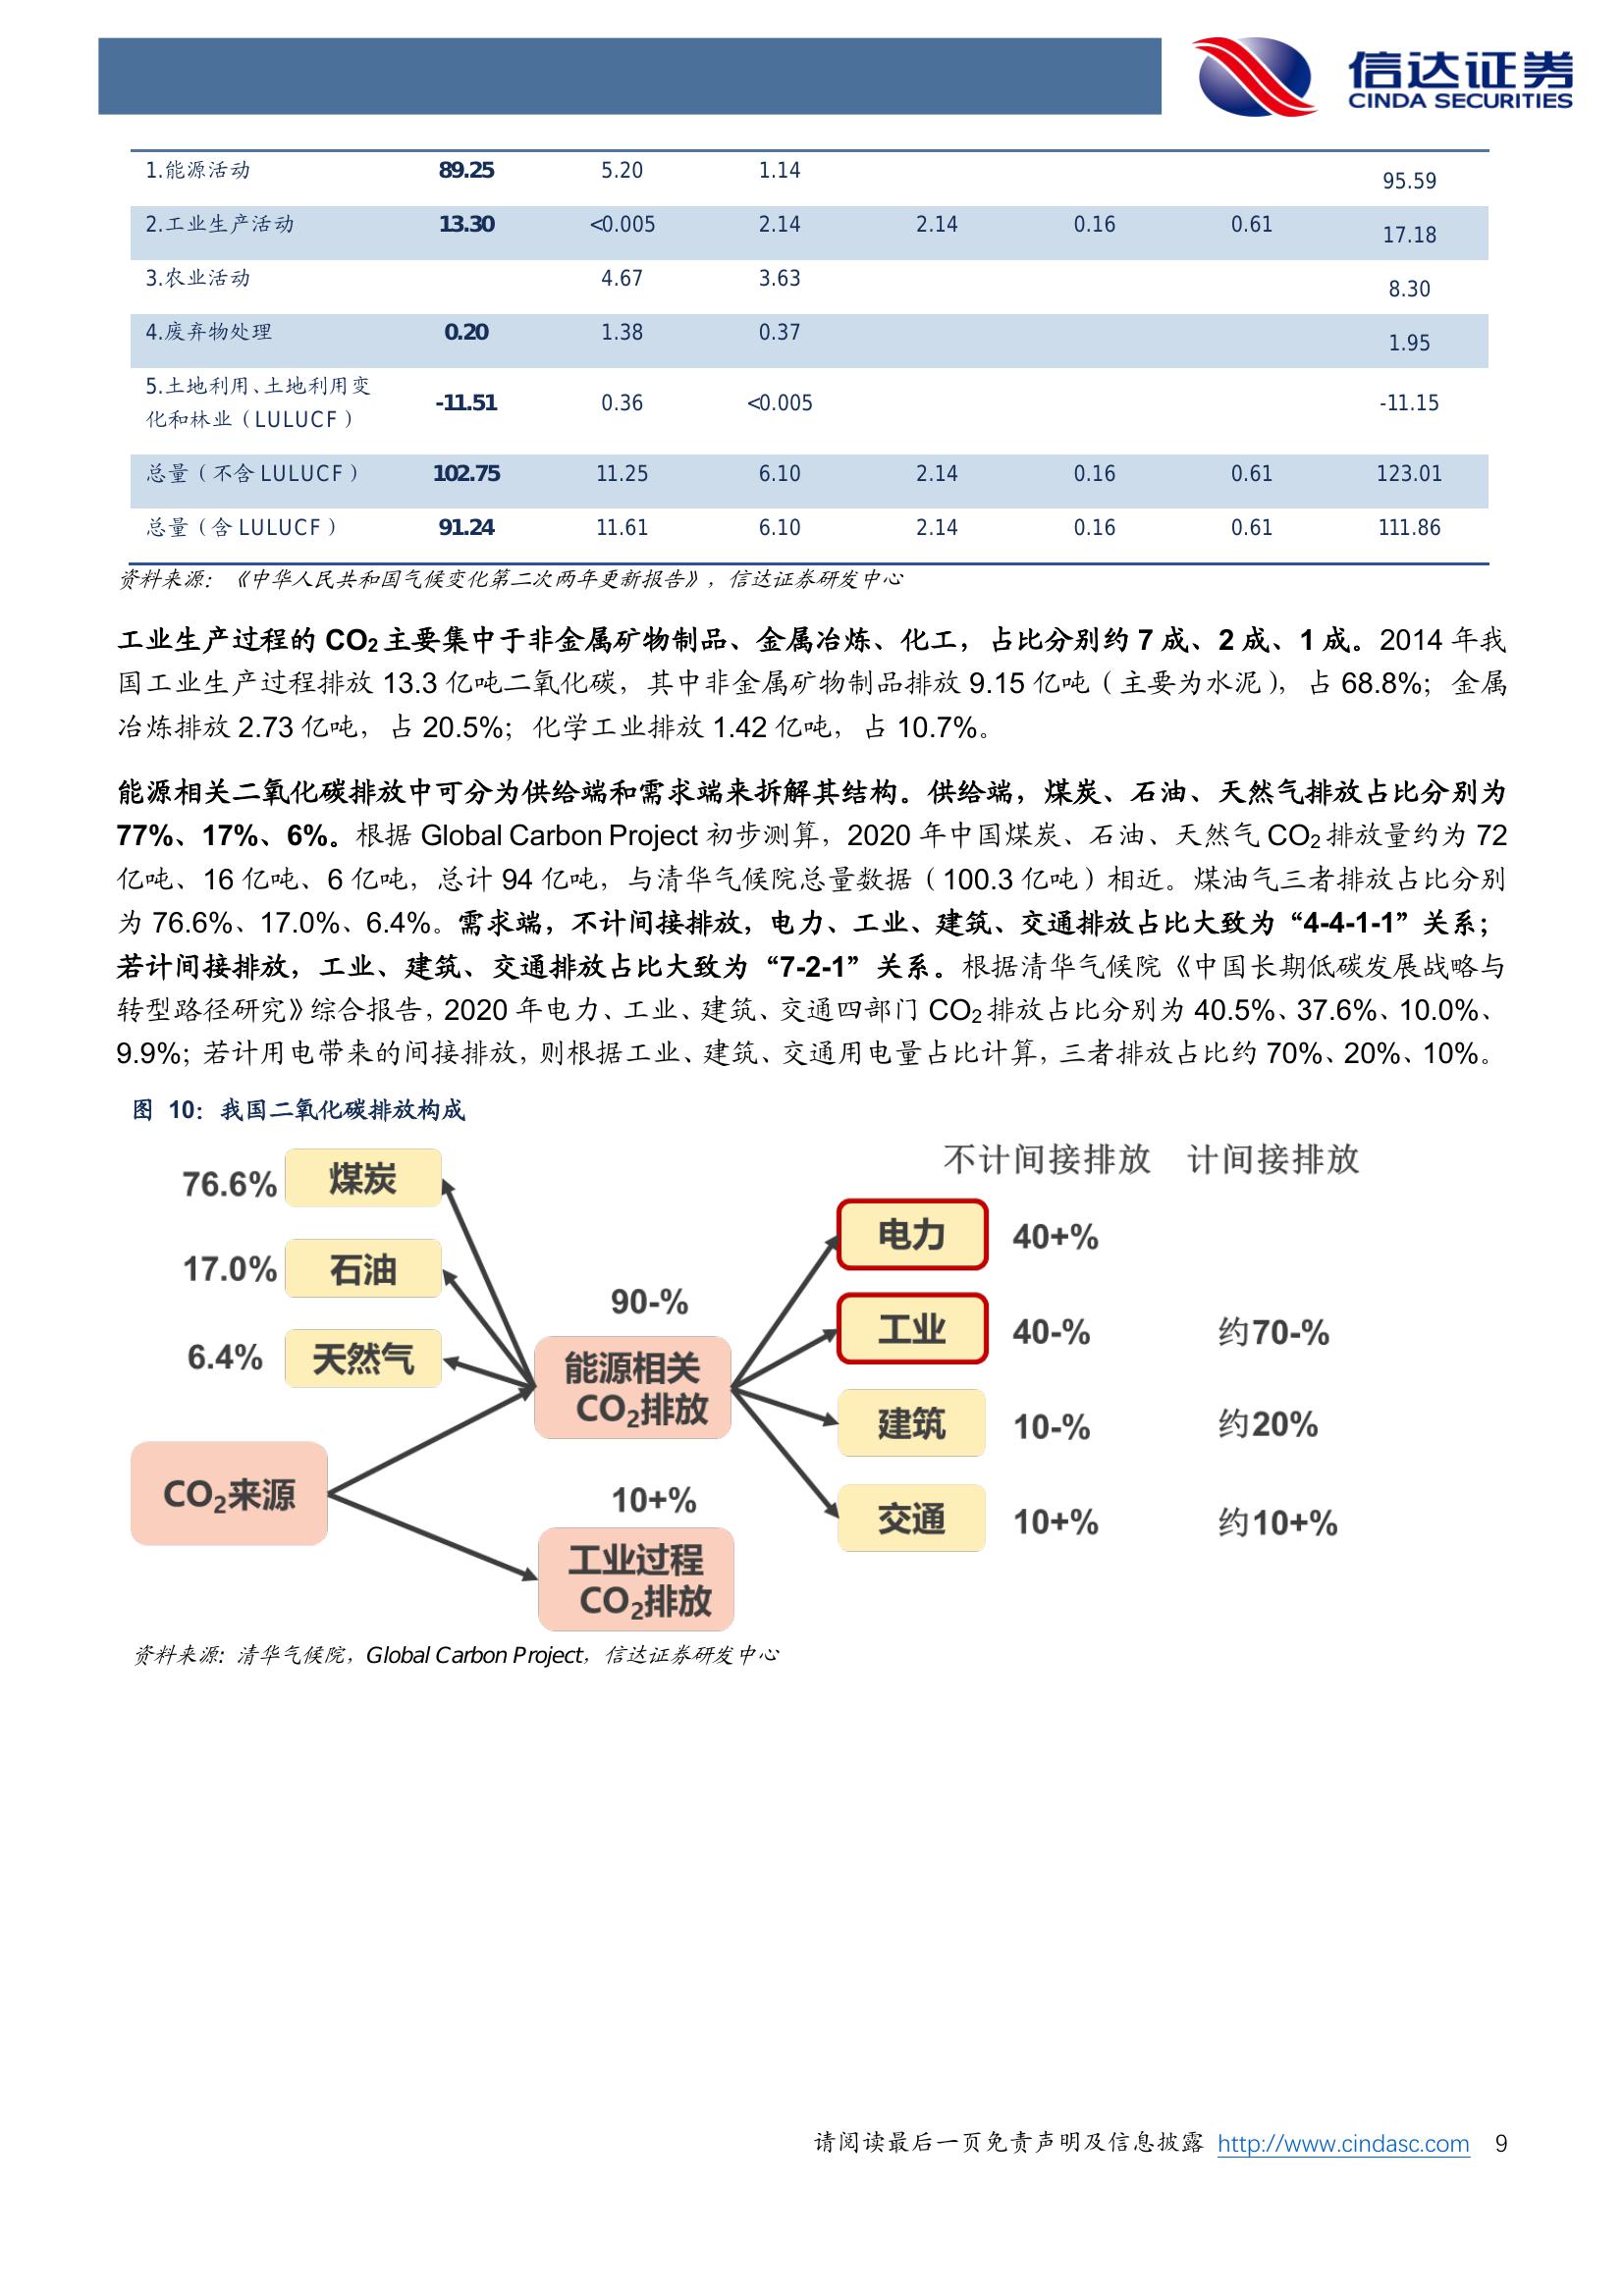 信达证券
CINDA SECURITIES
1.能源活动 89.25 5.20 1.14 95.59
2.工业生产活动 13.30 <0.005 2.14 2.14 0.16 0.61 17.18
3.农业活动 4.67 3.63 8.30
4.废弃物处理 0.20 1.38 0.37 1.95
5.土地利用、土地利用变
化和林业（LULUCF） -11.51 0.36 <0.005 -11.15
总量（不含 LULUCF） 102.75 11.25 6.10 2.14 0.16 0.61 123.01
总量（含 LULUCF） 91.24 11.61 6.10 2.14 0.16 0.61 111.86
资料来源：《中华人民共和国气候变化第二次两年更新报告》，信达证券研发中心
工业生产过程的 CO2 主要集中于非金属矿物制品、金属冶炼、化工，占比分别约 7 成、2 成、1 成。2014 年我
国工业生产过程排放 13.3 亿吨二氧化碳，其中非金属矿物制品排放 9.15 亿吨（主要为水泥），占 68.8%；金属
冶炼排放 2.73 亿吨，占 20.5%；化学工业排放 1.42 亿吨，占 10.7%。
能源相关二氧化碳排放中可分为供给端和需求端来拆解其结构。供给端，煤炭、石油、天然气排放占比分别为
77%、17%、6%。根据 Global Carbon Project 初步测算，2020 年中国煤炭、石油、天然气 CO2 排放量约为 72
亿吨、16 亿吨、6 亿吨，总计 94 亿吨，与清华气候院总量数据（100.3 亿吨）相近。煤油气三者排放占比分别
为 76.6%、17.0%、6.4%。需求端，不计间接排放，电力、工业、建筑、交通排放占比大致为“4-4-1-1”关系；
若计间接排放，工业、建筑、交通排放占比大致为“7-2-1”关系。根据清华气候院《中国长期低碳发展战略与
转型路径研究》综合报告，2020 年电力、工业、建筑、交通四部门 CO2 排放占比分别为 40.5%、37.6%、10.0%、
9.9%；若计用电带来的间接排放，则根据工业、建筑、交通用电量占比计算，三者排放占比约 70%、20%、10%。
图 10：我国二氧化碳排放构成
不计间接排放 计间接排放
76.6% 煤炭
17.0% 石油
6.4% 天然气
90-%
能源相关
CO2排放
CO2来源
10+%
工业过程
CO2排放
电力 40+%
工业 40-% 约70-%
建筑 10-% 约20%
交通 10+% 约10+%
资料来源：清华气候院，Global Carbon Project，信达证券研发中心
请阅读最后一页免责声明及信息披露 http://www.cindasc.com 9